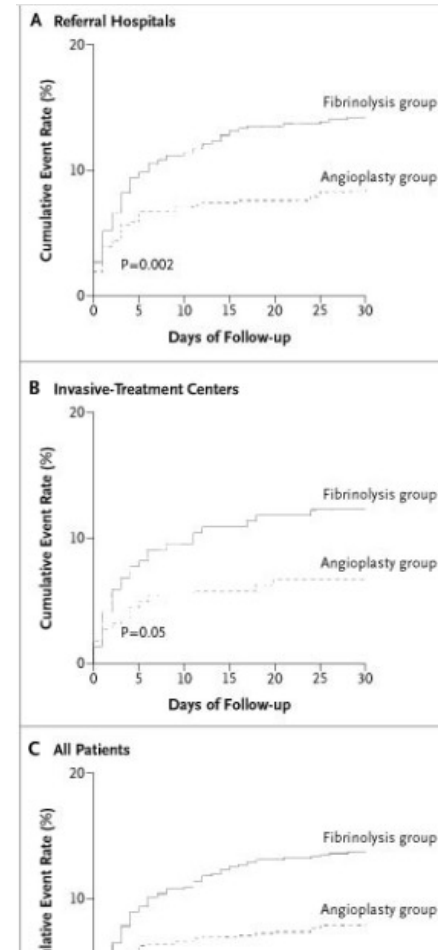 A Referral Hospitals
20
Fibrinolysis group
Cumulative Event Rate (%)
10
Angioplasty group
P=0.002
0
0 5 10 15 20 25 30
Days of Follow-up
B Invasive-Treatment Centers
20
Fibrinolysis group
Cumulative Event Rate (%)
10
Angioplasty group
P=0.05
0
0 5 10 15 20 25 30
Days of Follow-up
C All Patients
20
Fibrinolysis group
lative Event Rate (%)
10
Angioplasty group